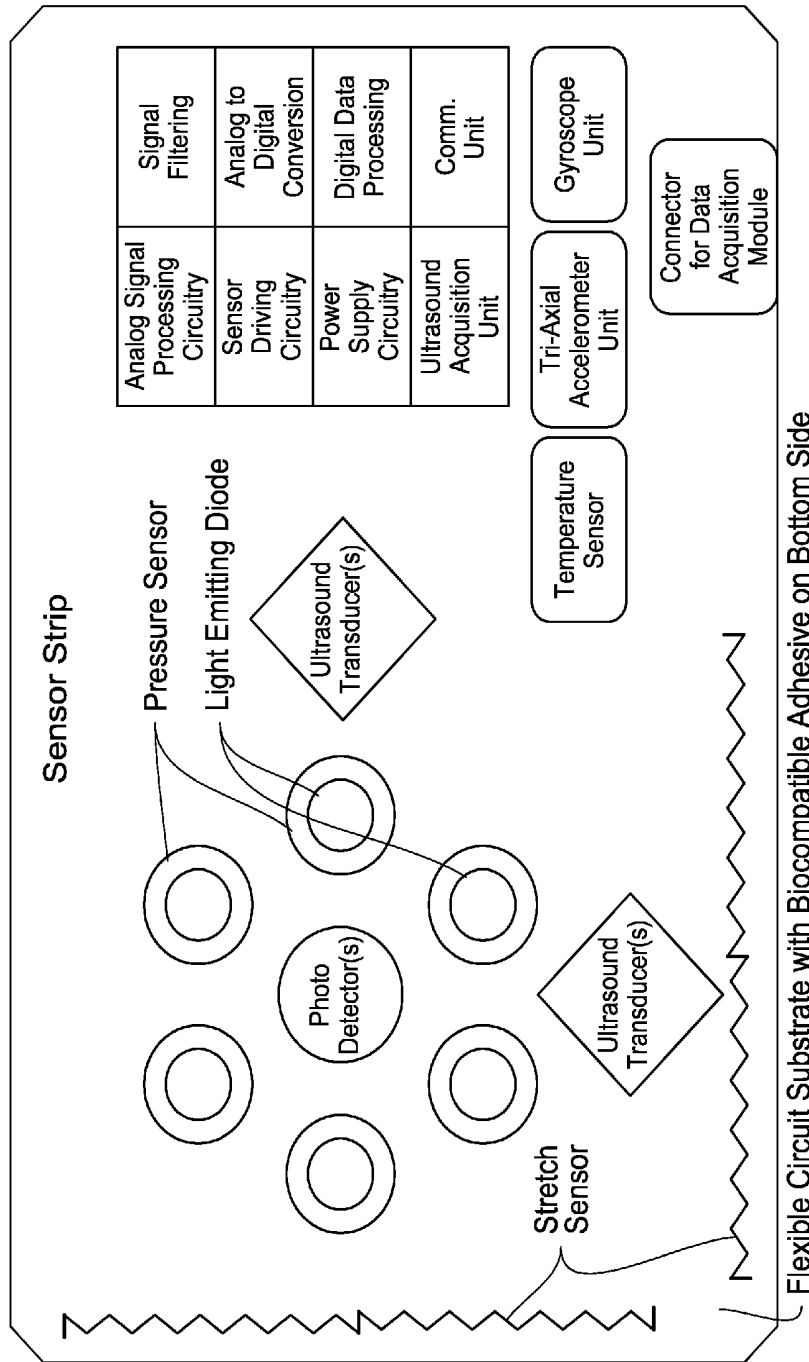 Sensor Strip
Pressure Sensor
Light Emitting Diode
Photo
Detector(s)
Ultrasound
Transducer(s)
Ultrasound
Transducer(s)
Stretch
Sensor
Analog Signal
Processing
Circuitry
Signal
Filtering
Sensor
Driving
Circuitry
Analog to
Digital
Conversion
Power
Supply
Circuitry
Digital Data
Processing
Ultrasound
Acquisition
Unit
Comm.
Unit
Temperature
Sensor
Tri-Axial
Accelerometer
Unit
Gyroscope
Unit
Connector
for Data
Acquisition
Module
Flexible Circuit Substrate with Biocompatible Adhesive on Bottom Side